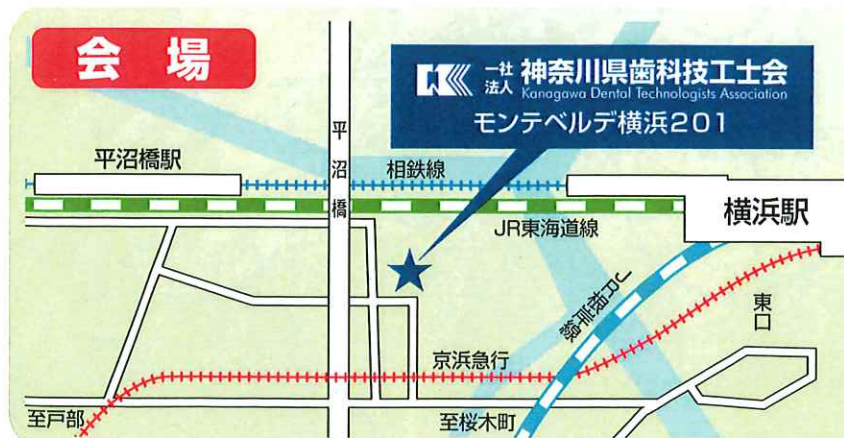 会場
一社
法人
神奈川県歯科技工士会
Kanagawa Dental Technologists Association
モンテベルデ横浜201
平沼橋駅
平沼橋
相鉄線
横浜駅
JR東海道線
JR根岸線
東口
京浜急行
至戸部
至桜木町